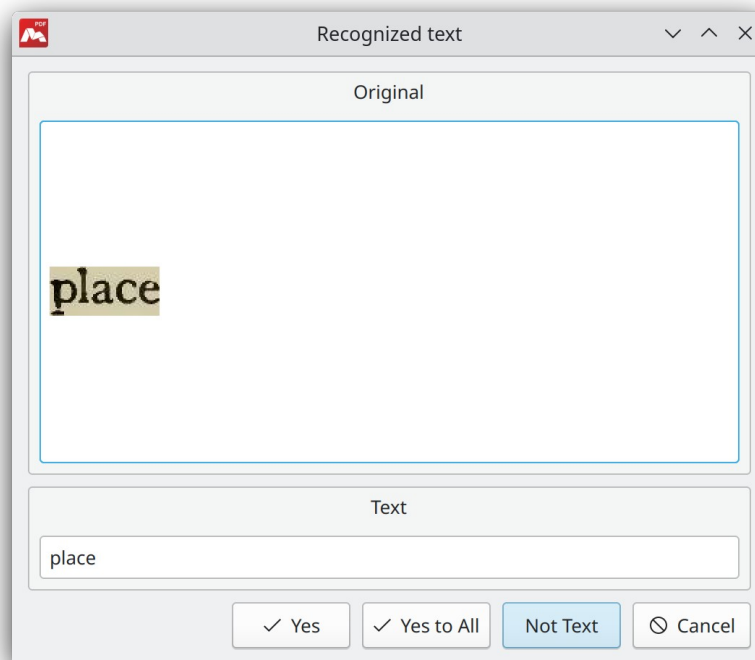 PDF
Recognized text
Original
place
Text
place
Yes
Yes to All
Not Text
Cancel